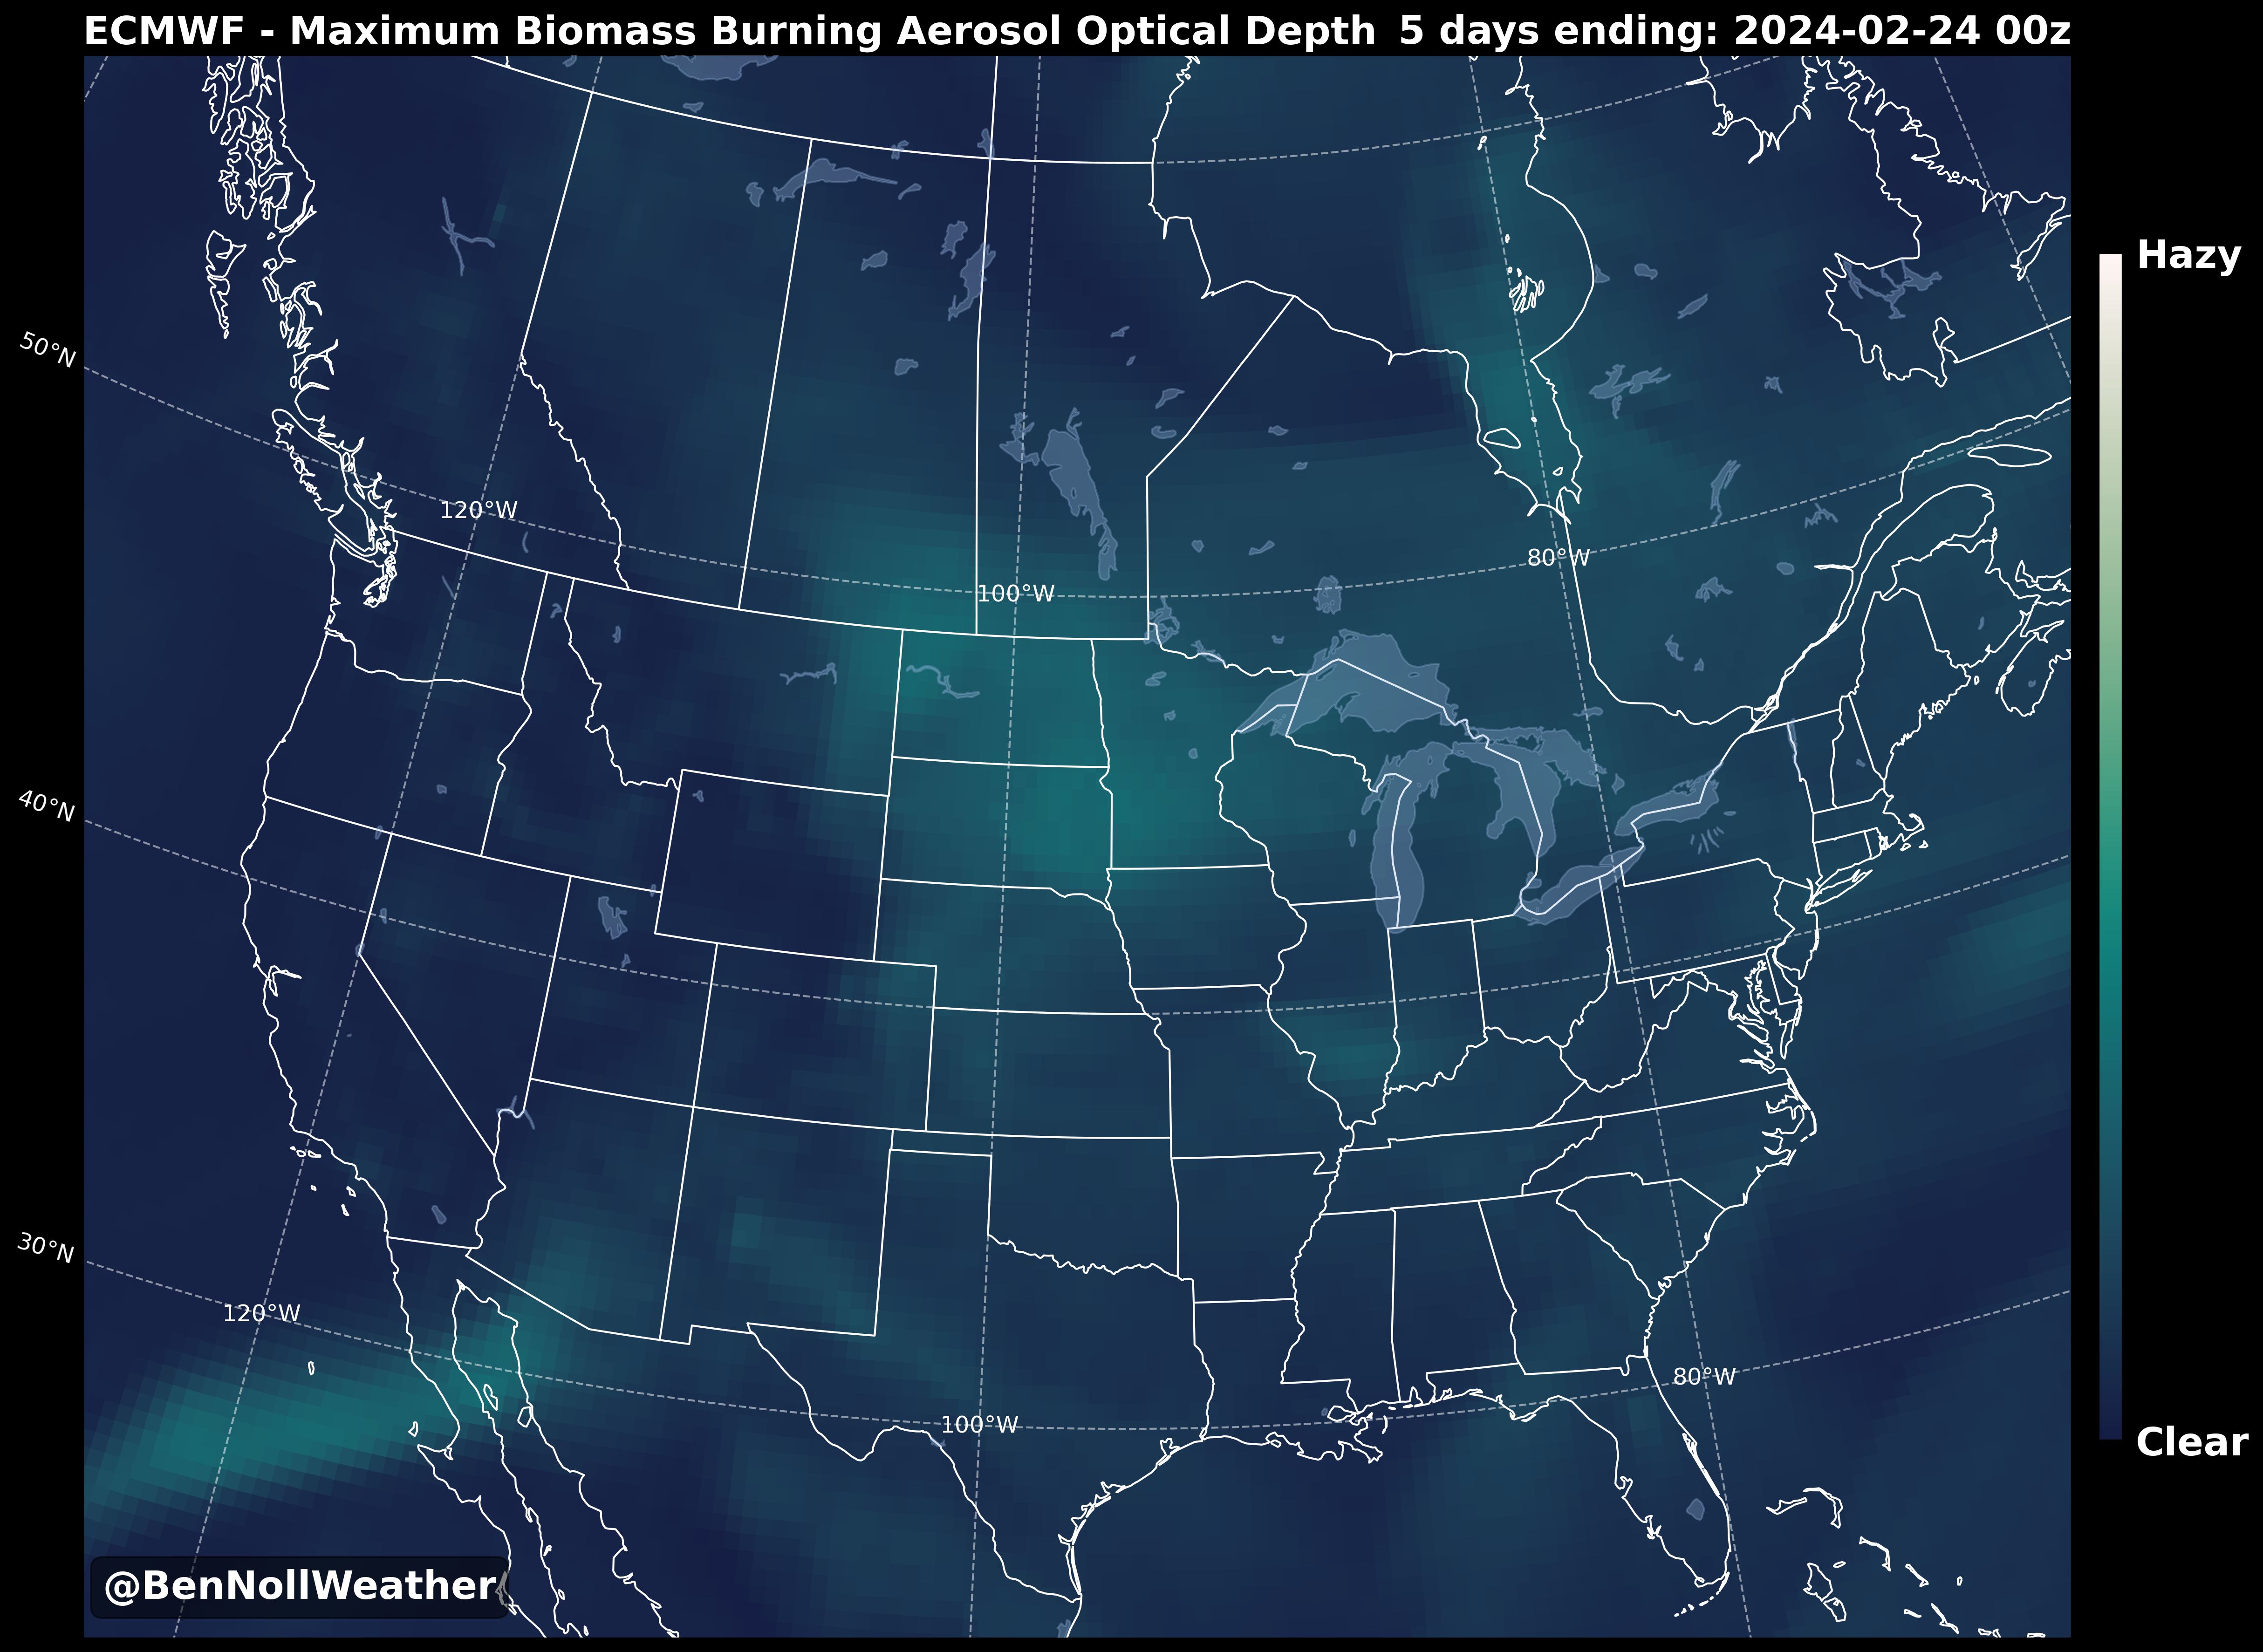 ECMWF - Maximum Biomass Burning Aerosol Optical Depth 5 days ending: 2024-02-24 00z
Hazy
50°N
120°W
100°W
80°W
40°N
30°N
120°W
80°W
100°W
Clear
@BenNollWeather